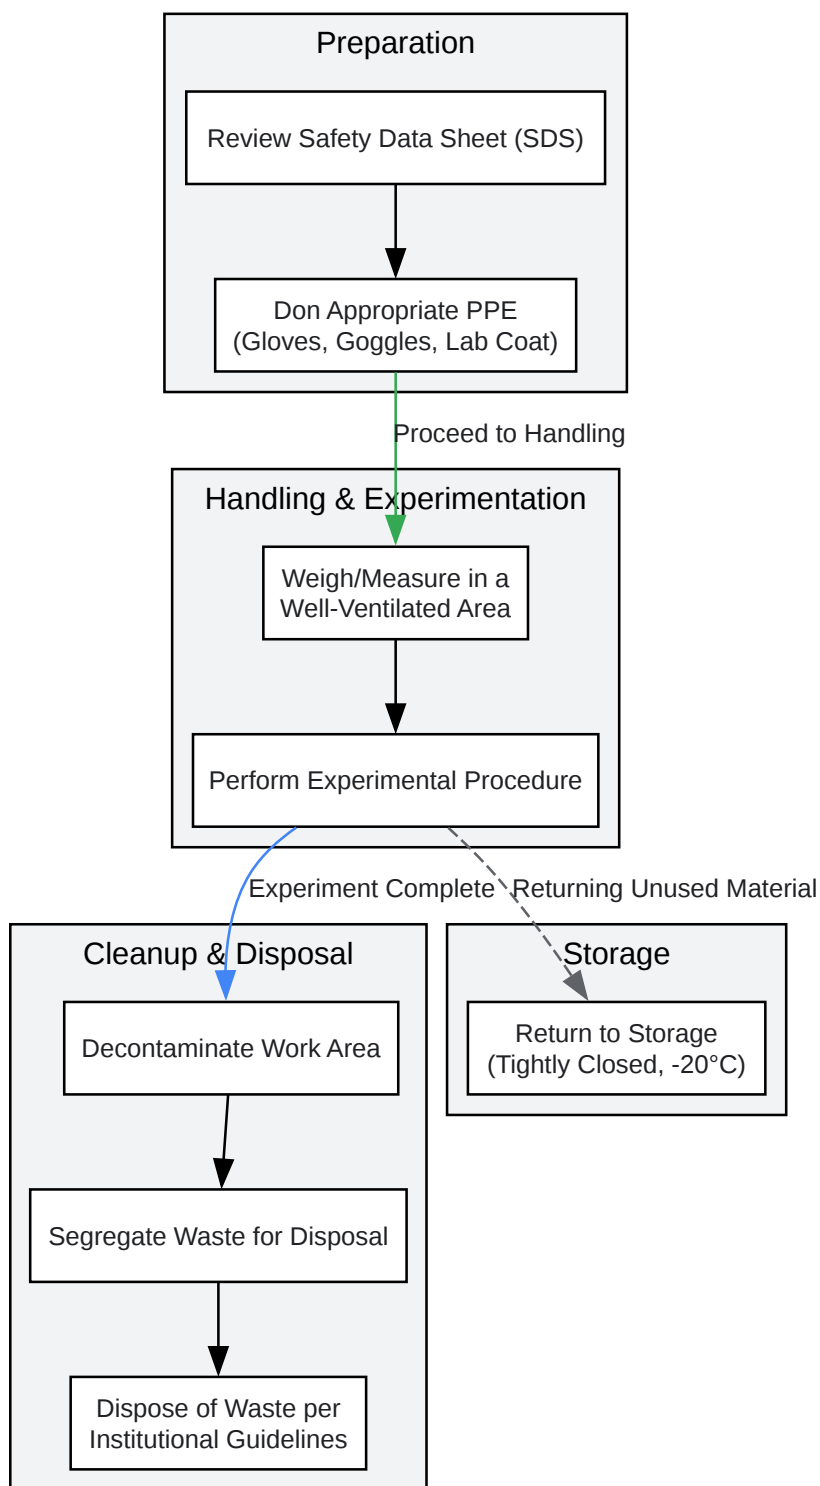 Preparation
Review Safety Data Sheet (SDS)
Don Appropriate PPE
(Gloves, Goggles, Lab Coat)
Proceed to Handling
Handling & Experimentation
Weigh/Measure in a
Well-Ventilated Area
Perform Experimental Procedure
Experiment Complete
Returning Unused Material
Cleanup & Disposal
Decontaminate Work Area
Segregate Waste for Disposal
Dispose of Waste per
Institutional Guidelines
Storage
Return to Storage
(Tightly Closed, -20°C)